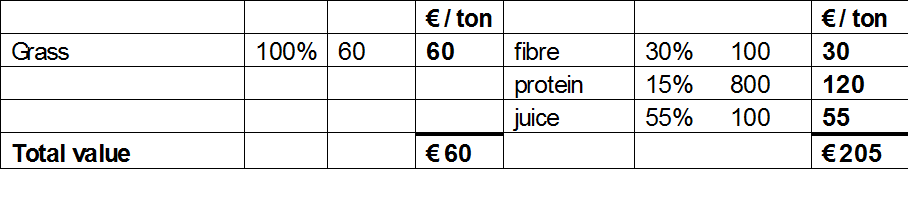 € / ton € / ton
Grass 100% 60 60 fibre 30% 100 30
protein 15% 800 120
juice 55% 100 55
Total value € 60 € 205